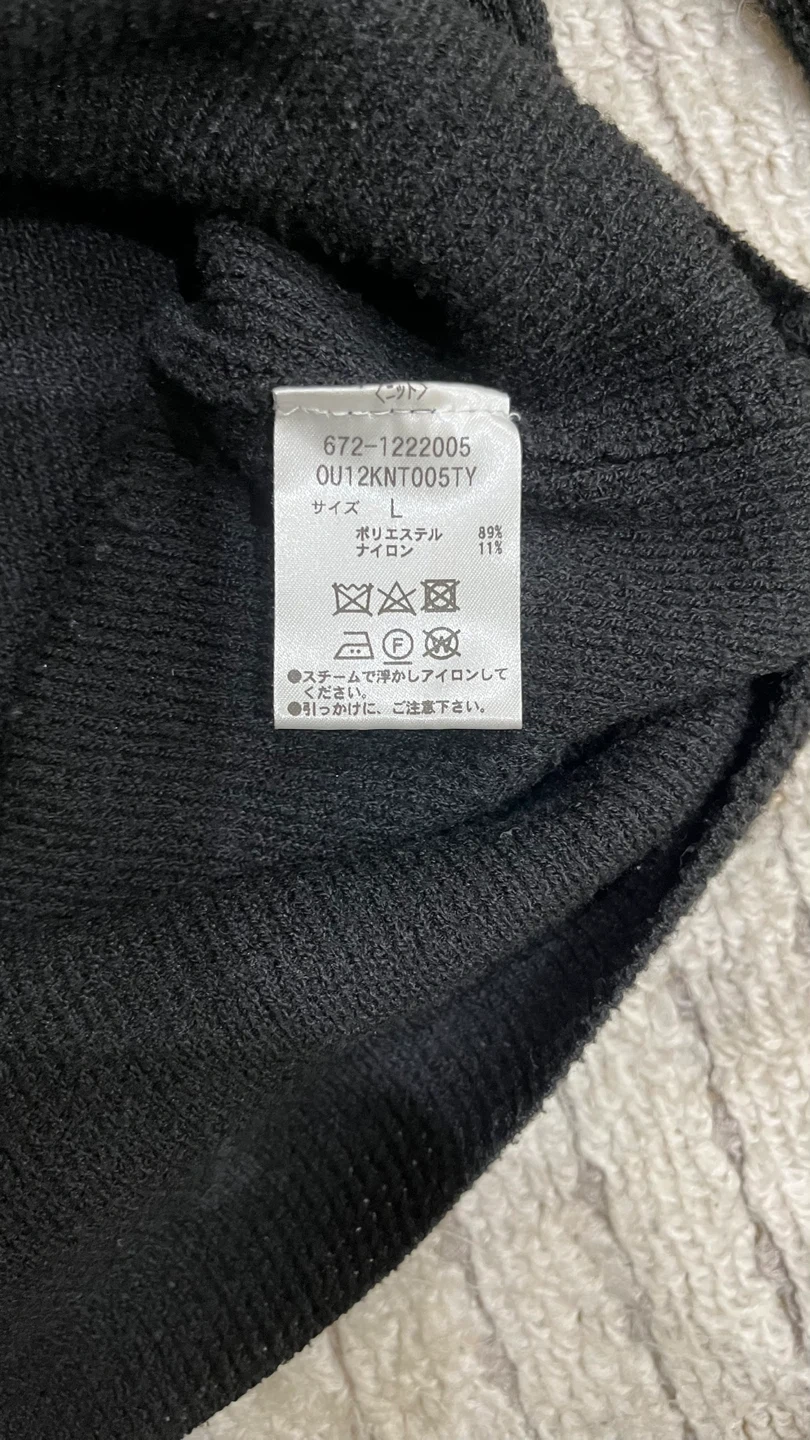 〈ニット〉
672-1222005
OU12KNT005TY
サイズ L
ポリエステル 89%
ナイロン 11%
F W
●スチームで浮かしアイロンして
ください。
●引っかけに、ご注意下さい。